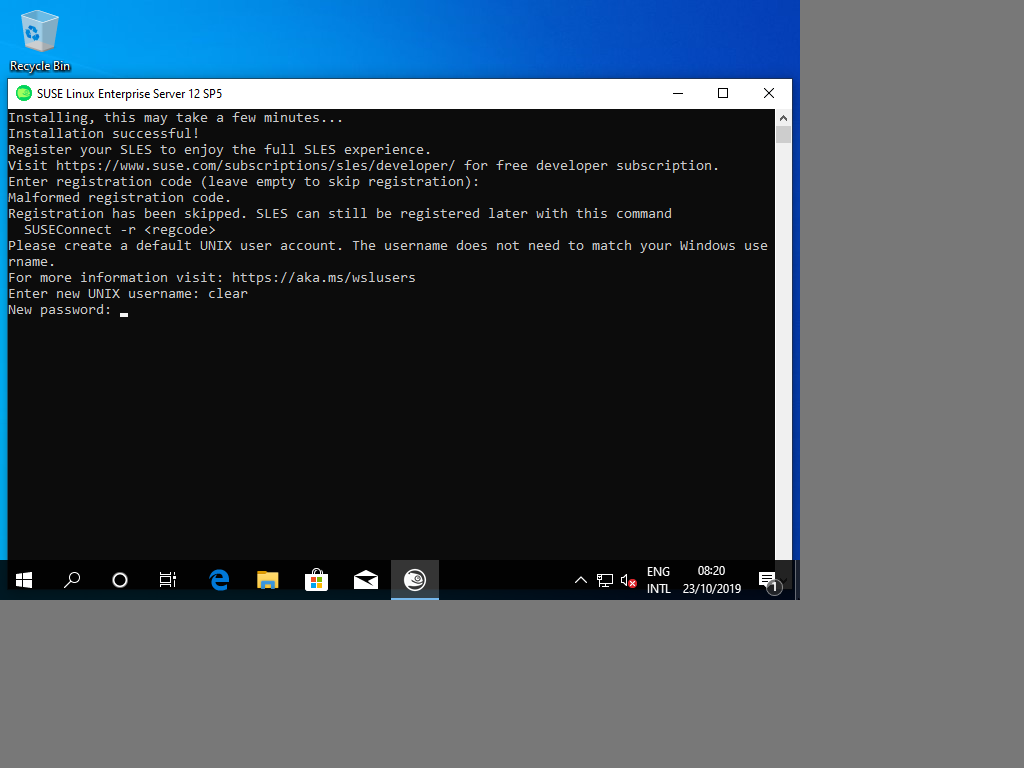 Recycle Bin
SUSE Linux Enterprise Server 12 SP5
Installing, this may take a few minutes...
Installation successful!
Register your SLES to enjoy the full SLES experience.
Visit https://www.suse.com/subscriptions/sles/developer/ for free developer subscription.
Enter registration code (leave empty to skip registration):
Malformed registration code.
Registration has been skipped. SLES can still be registered later with this command
  SUSEConnect -r <regcode>
Please create a default UNIX user account. The username does not need to match your Windows use
rname.
For more information visit: https://aka.ms/wslusers
Enter new UNIX username: clear
New password:
ENG
INTL
08:20
23/10/2019
1